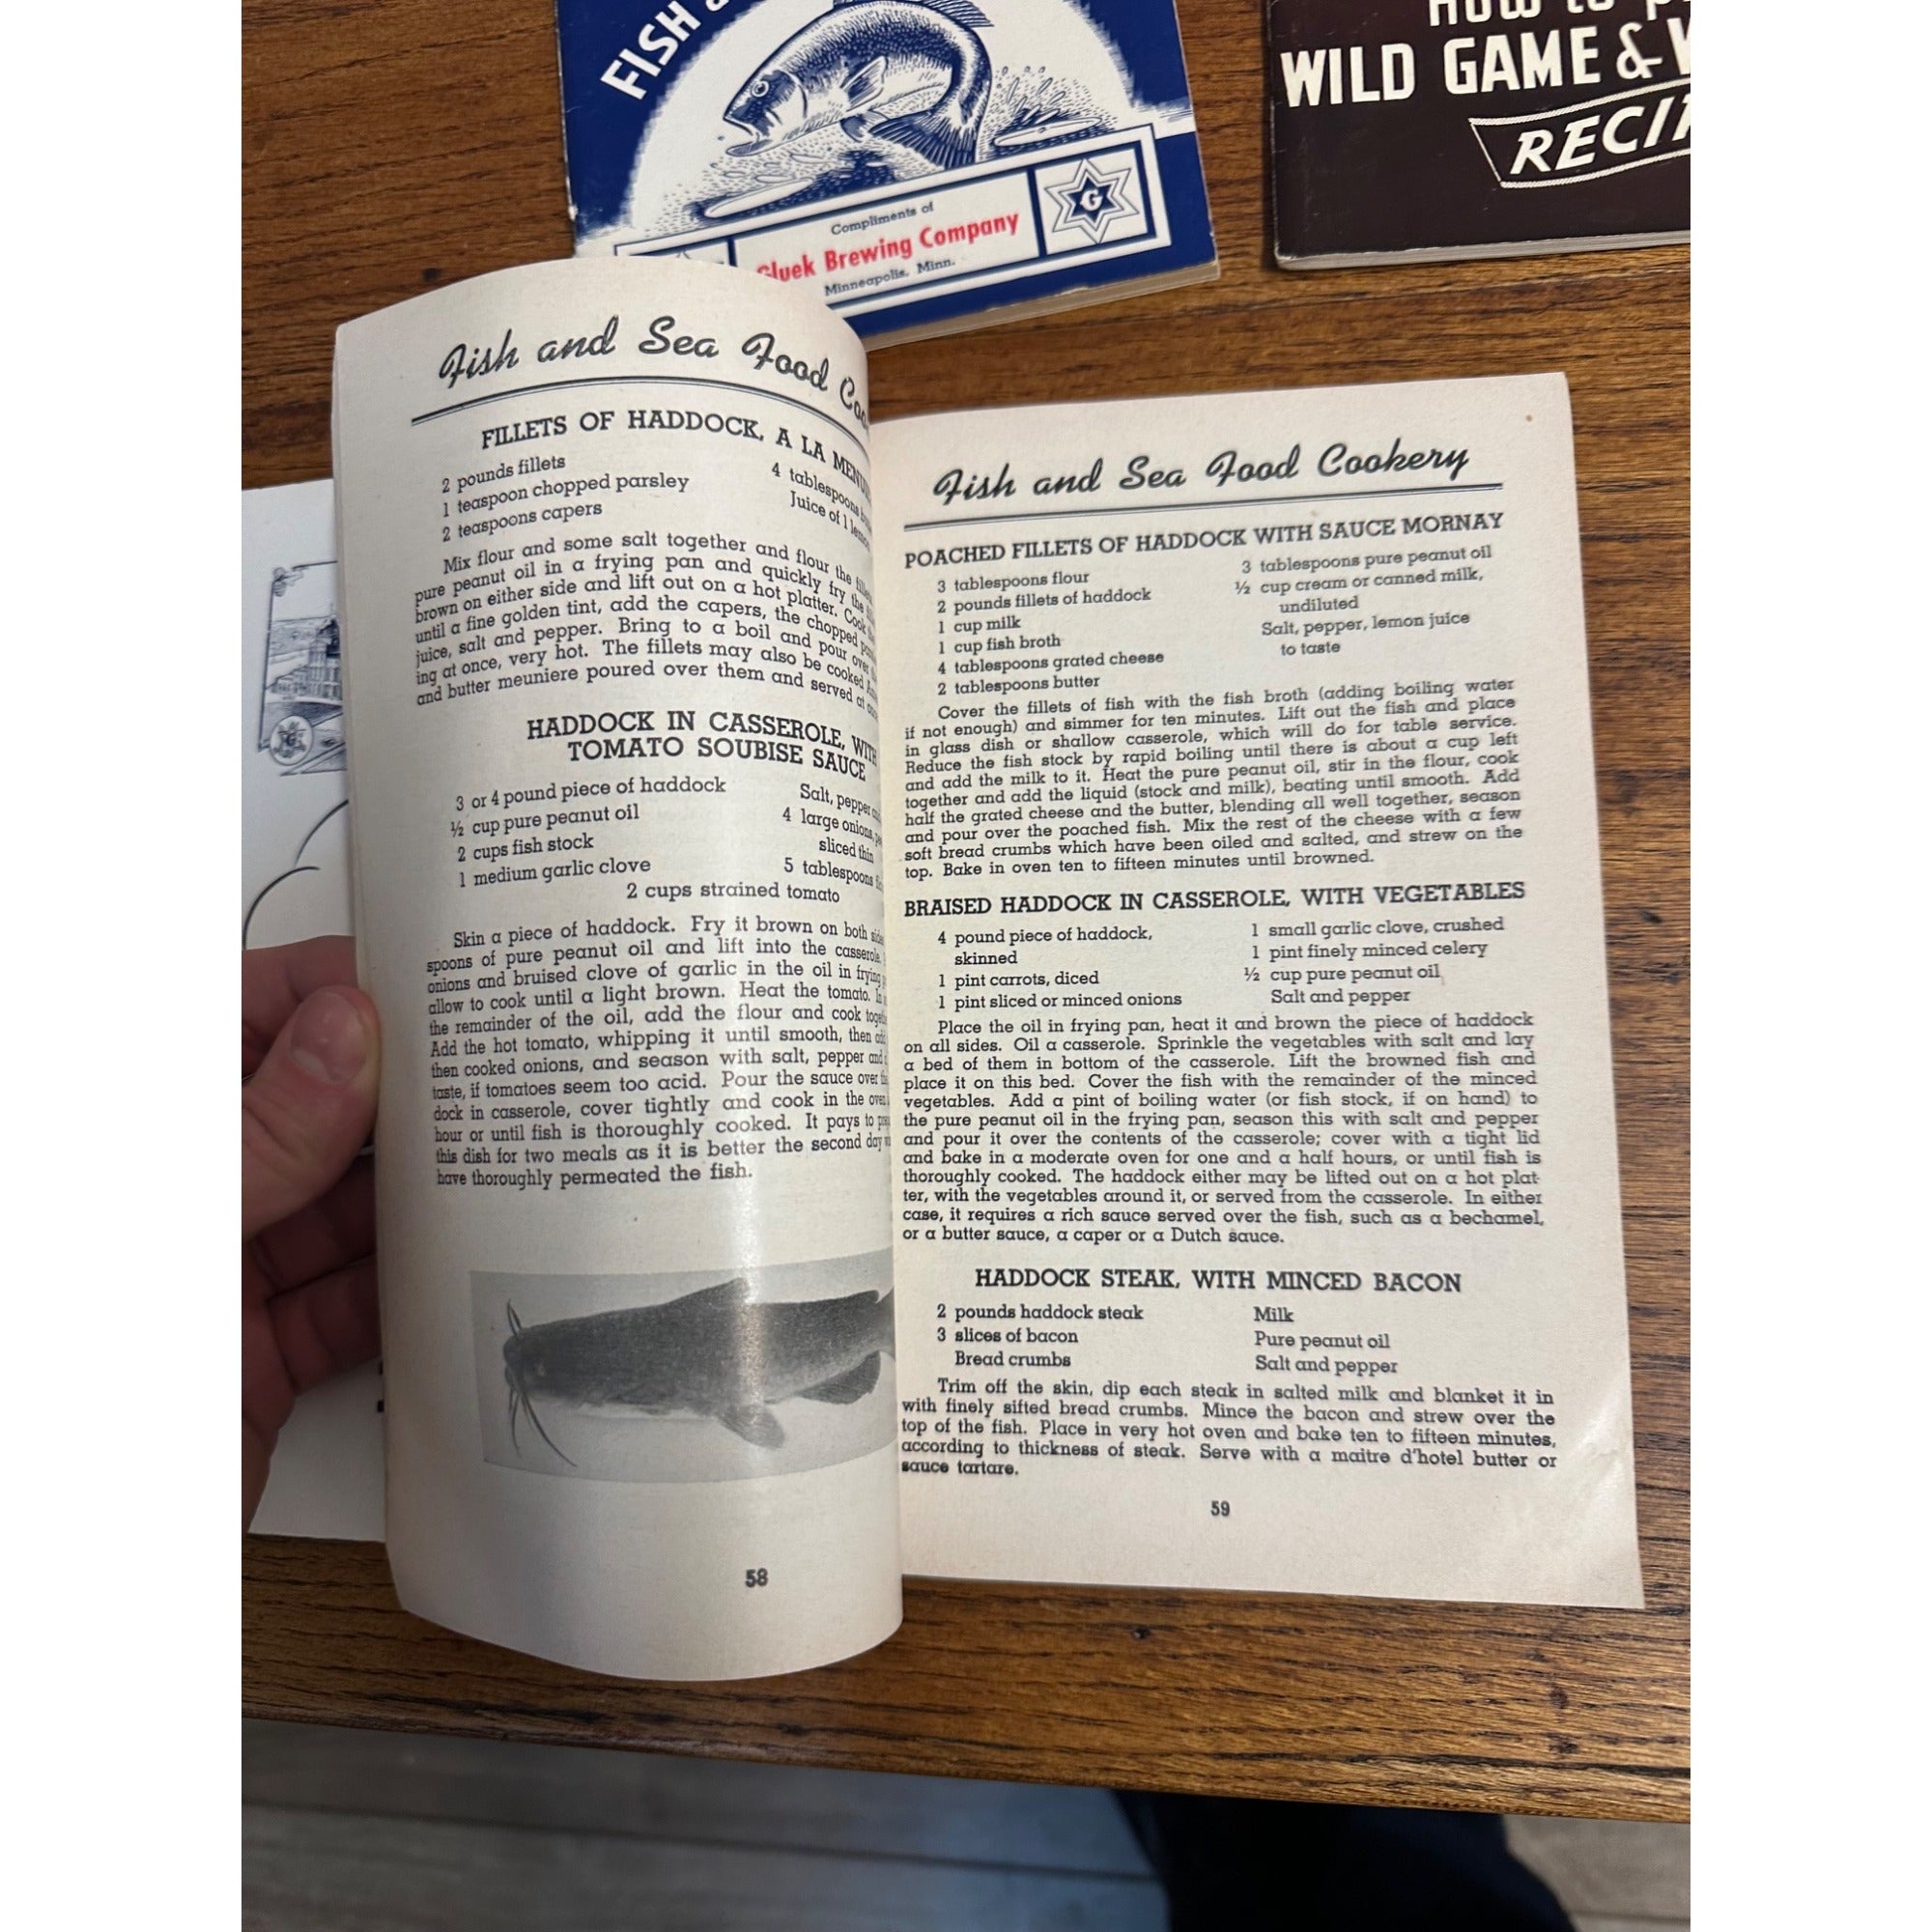 FISH &
Compliments of
Gluek Brewing Company
Minneapolis, Minn.
G
How to
WILD GAME &
Fish and Sea Food
FILLETS OF HADDOCK, A LA
2 pounds fillets
1 teaspoon chopped parsley
2 teaspoons capers
4 tablespoons
Juice of 1 lemon
Mix flour and some salt together and flour the
pure peanut oil in a frying pan and quickly fry the
brown on either side and lift out on a hot platter. Cook
until a fine golden tint, add the capers, the chopped
juice, salt and pepper. Bring to a boil and pour over
ing at once, very hot. The fillets may also be cooked
and butter meuniere poured over them and served at
HADDOCK IN CASSEROLE, WITH
TOMATO SOUBISE SAUCE
3 or 4 pound piece of haddock
½ cup pure peanut oil
2 cups fish stock
1 medium garlic clove
Salt, pepper
4 large onions,
sliced thin
5 tablespoons
2 cups strained tomato
Skin a piece of haddock. Fry it brown on both
spoons of pure peanut oil and lift into the casserole.
onions and bruised clove of garlic in the oil in frying
allow to cook until a light brown. Heat the tomato. In
the remainder of the oil, add the flour and cook
Add the hot tomato, whipping it until smooth, then
then cooked onions, and season with salt, pepper and
taste, if tomatoes seem too acid. Pour the sauce over
dock in casserole, cover tightly and cook in the oven
hour or until fish is thoroughly cooked. It pays to
this dish for two meals as it is better the second day
have thoroughly permeated the fish.
58
Fish and Sea Food Cookery
POACHED FILLETS OF HADDOCK WITH SAUCE MORNAY
3 tablespoons flour
2 pounds fillets of haddock
1 cup milk
1 cup fish broth
4 tablespoons grated cheese
2 tablespoons butter
3 tablespoons pure peanut oil
½ cup cream or canned milk,
undiluted
Salt, pepper, lemon juice
to taste
Cover the fillets of fish with the fish broth (adding boiling water
if not enough) and simmer for ten minutes. Lift out the fish and place
in glass dish or shallow casserole, which will do for table service.
Reduce the fish stock by rapid boiling until there is about a cup left
and add the milk to it. Heat the pure peanut oil, stir in the flour, cook
together and add the liquid (stock and milk), beating until smooth. Add
half the grated cheese and the butter, blending all well together, season
and pour over the poached fish. Mix the rest of the cheese with a few
soft bread crumbs which have been oiled and salted, and strew on the
top. Bake in oven ten to fifteen minutes until browned.
BRAISED HADDOCK IN CASSEROLE, WITH VEGETABLES
4 pound piece of haddock,
skinned
1 pint carrots, diced
1 pint sliced or minced onions
1 small garlic clove, crushed
1 pint finely minced celery
½ cup pure peanut oil
Salt and pepper
Place the oil in frying pan, heat it and brown the piece of haddock
on all sides. Oil a casserole. Sprinkle the vegetables with salt and lay
a bed of them in bottom of the casserole. Lift the browned fish and
place it on this bed. Cover the fish with the remainder of the minced
vegetables. Add a pint of boiling water (or fish stock, if on hand) to
the pure peanut oil in the frying pan, season this with salt and pepper
and pour it over the contents of the casserole; cover with a tight lid
and bake in a moderate oven for one and a half hours, or until fish is
thoroughly cooked. The haddock either may be lifted out on a hot plat-
ter, with the vegetables around it, or served from the casserole. In either
case, it requires a rich sauce served over the fish, such as a bechamel,
or a butter sauce, a caper or a Dutch sauce.
HADDOCK STEAK, WITH MINCED BACON
2 pounds haddock steak
3 slices of bacon
Bread crumbs
Milk
Pure peanut oil
Salt and pepper
Trim off the skin, dip each steak in salted milk and blanket it in
with finely sifted bread crumbs. Mince the bacon and strew over the
top of the fish. Place in very hot oven and bake ten to fifteen minutes,
according to thickness of steak. Serve with a maitre d'hotel butter or
sauce tartare.
59